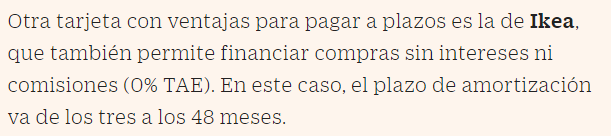 Otra tarjeta con ventajas para pagar a plazos es la de Ikea,
que también permite financiar compras sin intereses ni
comisiones (0% TAE). En este caso, el plazo de amortización
va de los tres a los 48 meses.